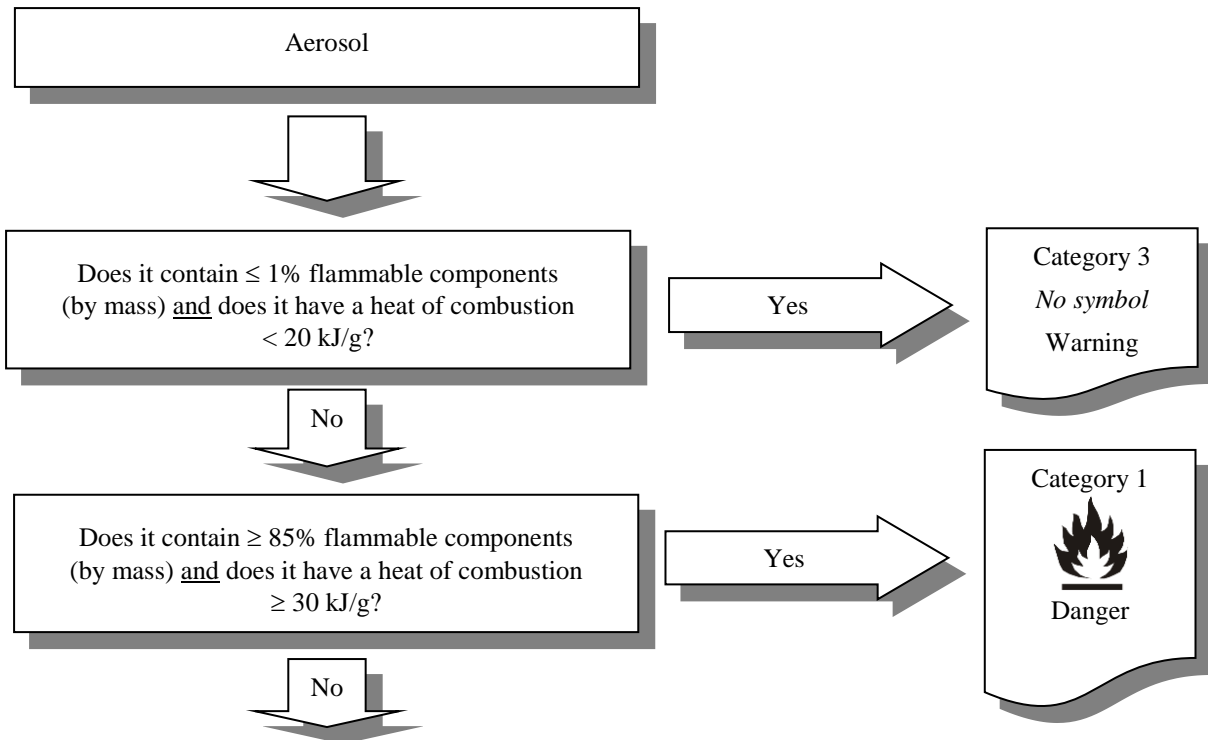 Aerosol
Does it contain ≤ 1% flammable components
(by mass) and does it have a heat of combustion
< 20 kJ/g?
Yes
Category 3
No symbol
Warning
No
Does it contain ≥ 85% flammable components
(by mass) and does it have a heat of combustion
≥ 30 kJ/g?
Yes
Category 1
Danger
No